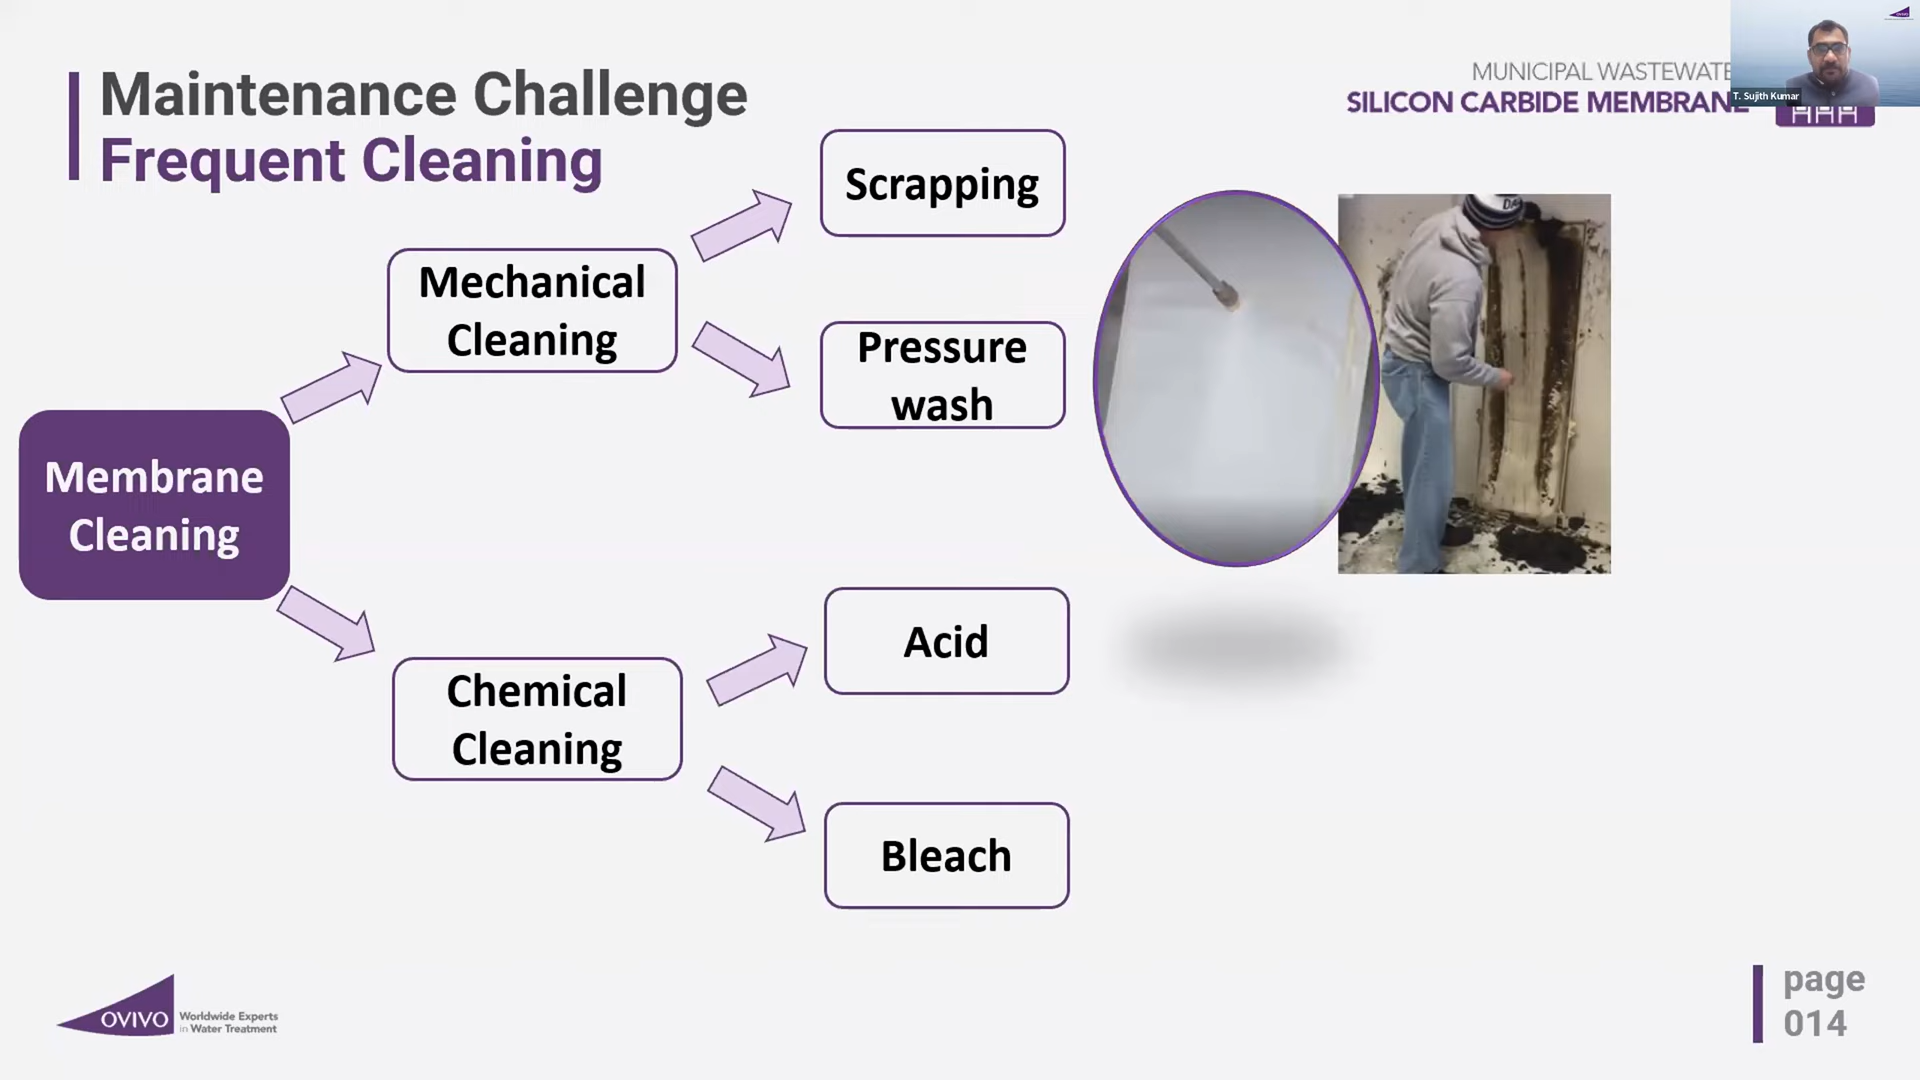 Maintenance Challenge
Frequent Cleaning
MUNICIPAL WASTEWATE
SILICON CARBIDE MEMBRANE
T. Sujith Kumar
Scrapping
Mechanical
Cleaning
Pressure
wash
Membrane
Cleaning
Chemical
Cleaning
Acid
Bleach
OVIVO
Worldwide Experts
in Water Treatment
page
014